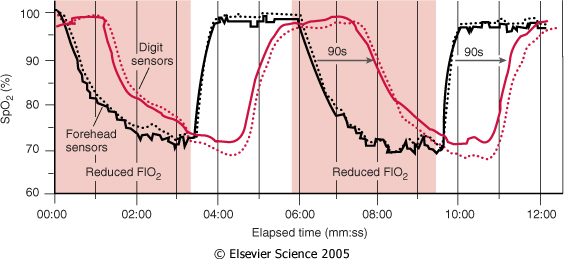 100
90
80
70
60
SpO2 (%)
Digit
sensors
Forehead
sensors
Reduced FIO2
90s
Reduced FIO2
90s
00:00
02:00
04:00
06:00
08:00
10:00
12:00
Elapsed time (mm:ss)
© Elsevier Science 2005